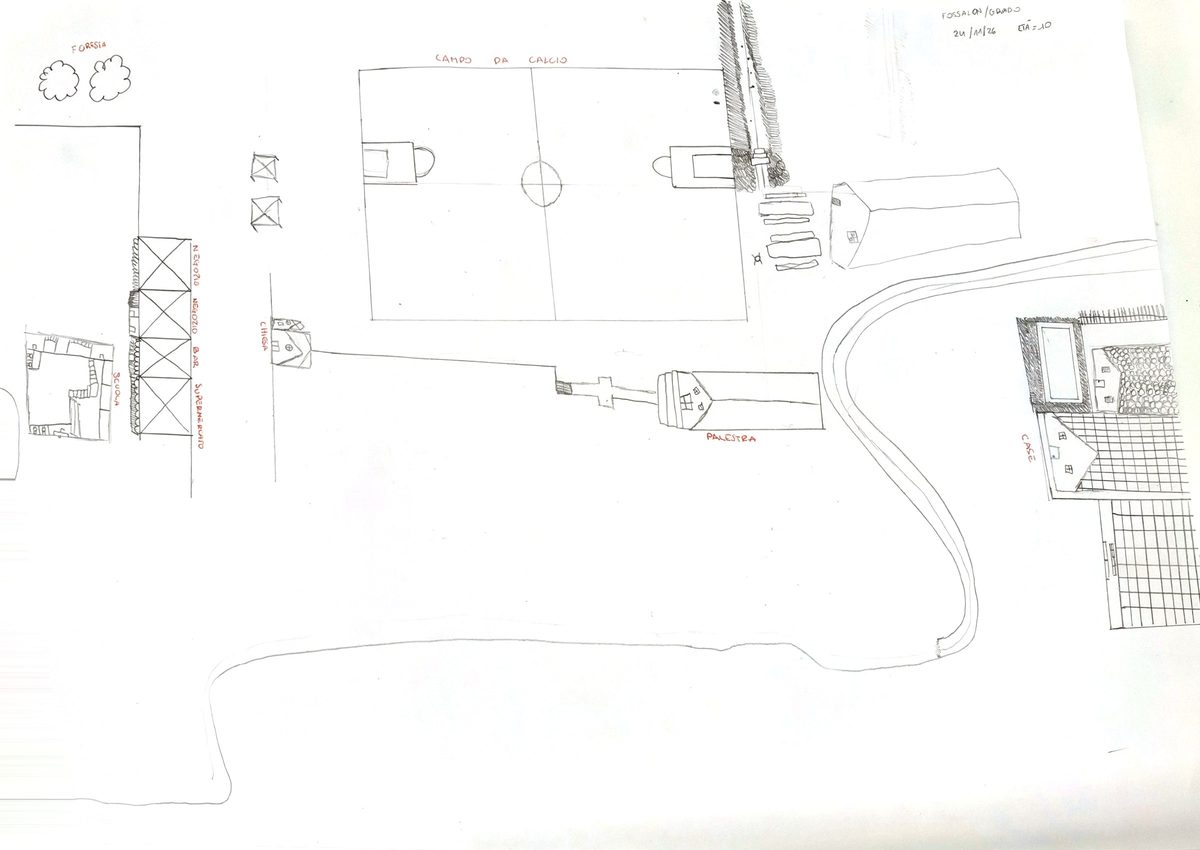 FOSSALON/GRADO
24/11/26 ETÀ=10
FORESTA
CAMPO DA CALCIO
NEGOZIO
NEGOZIO
BAR
SUPERMERCATO
CHIESA
SCUOLA
PALESTRA
CASE